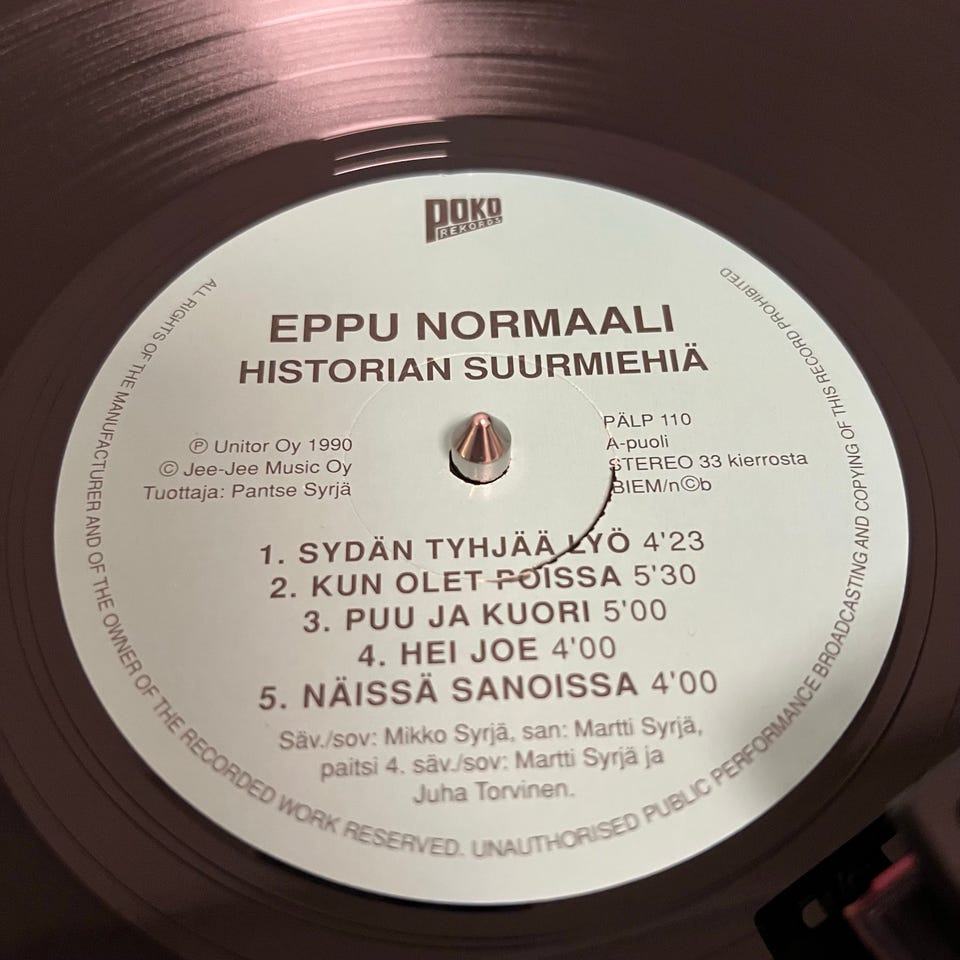 POKO
REKORDS
EPPU NORMAALI
HISTORIAN SUURMIEHIÄ
Ⓟ Unitor Oy 1990
© Jee-Jee Music Oy
Tuottaja: Pantse Syrjä
PÄLP 110
A-puoli
STEREO 33 kierrosta
BIEM/n©b
1. SYDÄN TYHJÄÄ LYÖ 4'23
2. KUN OLET POISSA 5'30
3. PUU JA KUORI 5'00
4. HEI JOE 4'00
5. NÄISSÄ SANOISSA 4'00
Säv./sov: Mikko Syrjä, san: Martti Syrjä,
paitsi 4. säv./sov: Martti Syrjä ja
Juha Torvinen.
ALL RIGHTS OF THE MANUFACTURER AND OF THE OWNER OF THE RECORDED WORK RESERVED. UNAUTHORISED PUBLIC PERFORMANCE BROADCASTING AND COPYING OF THIS RECORD PROHIBITED